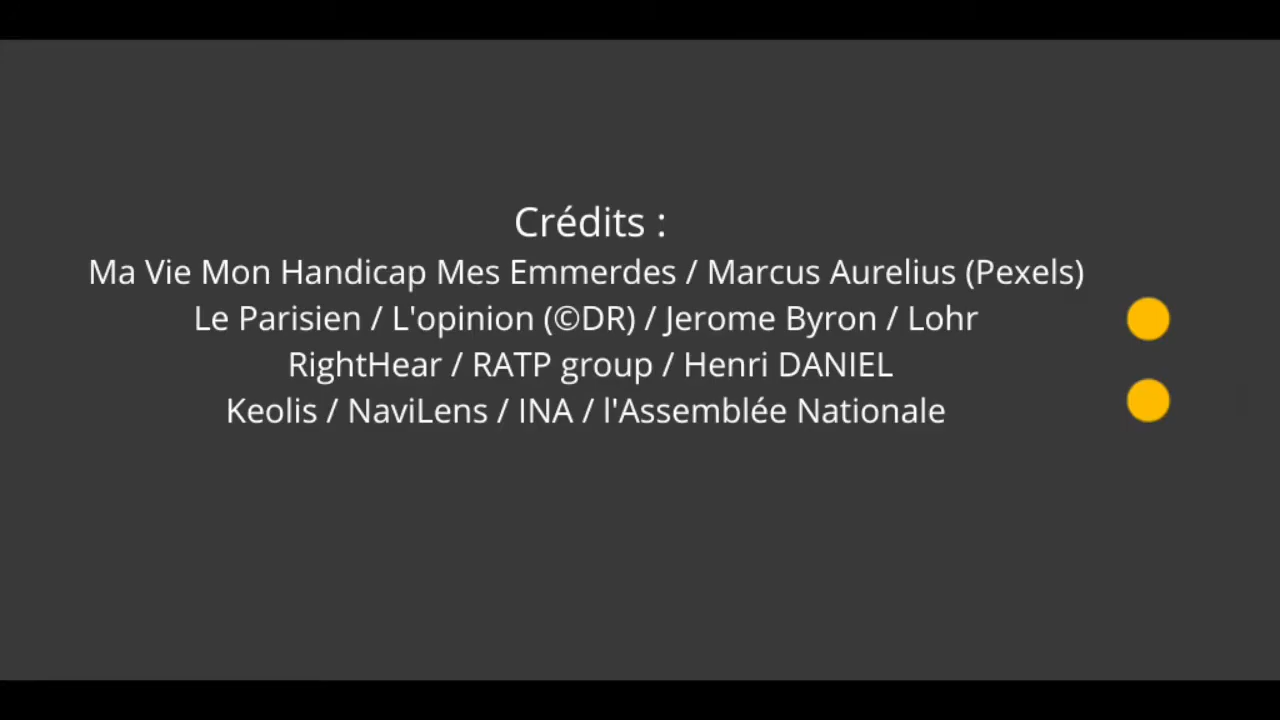 Crédits :
Ma Vie Mon Handicap Mes Emmerdes / Marcus Aurelius (Pexels)
Le Parisien / L'opinion (©DR) / Jerome Byron / Lohr
RightHear / RATP group / Henri DANIEL
Keolis / NaviLens / INA / l'Assemblée Nationale